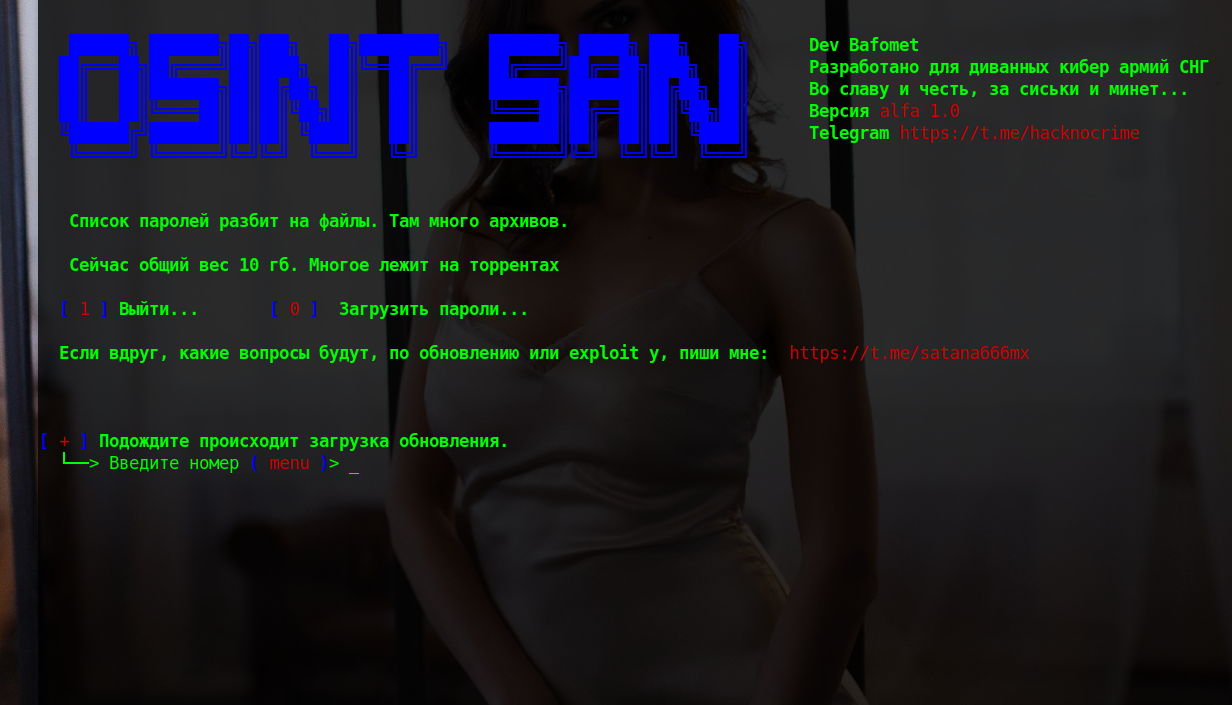 OSINT SAN
Dev Bafomet
Разработано для диванных кибер армий СНГ
Во славу и честь, за сиськи и минет...
Версия alfa 1.0
Telegram https://t.me/hacknocrime
Список паролей разбит на файлы. Там много архивов.
Сейчас общий вес 10 гб. Многое лежит на торрентах
[ 1 ] Выйти... [ 0 ] Загрузить пароли...
Если вдруг, какие вопросы будут, по обновлению или exploit у, пиши мне: https://t.me/satana666mx
[ + ] Подождите происходит загрузка обновления.
└──> Введите номер ( menu )> _